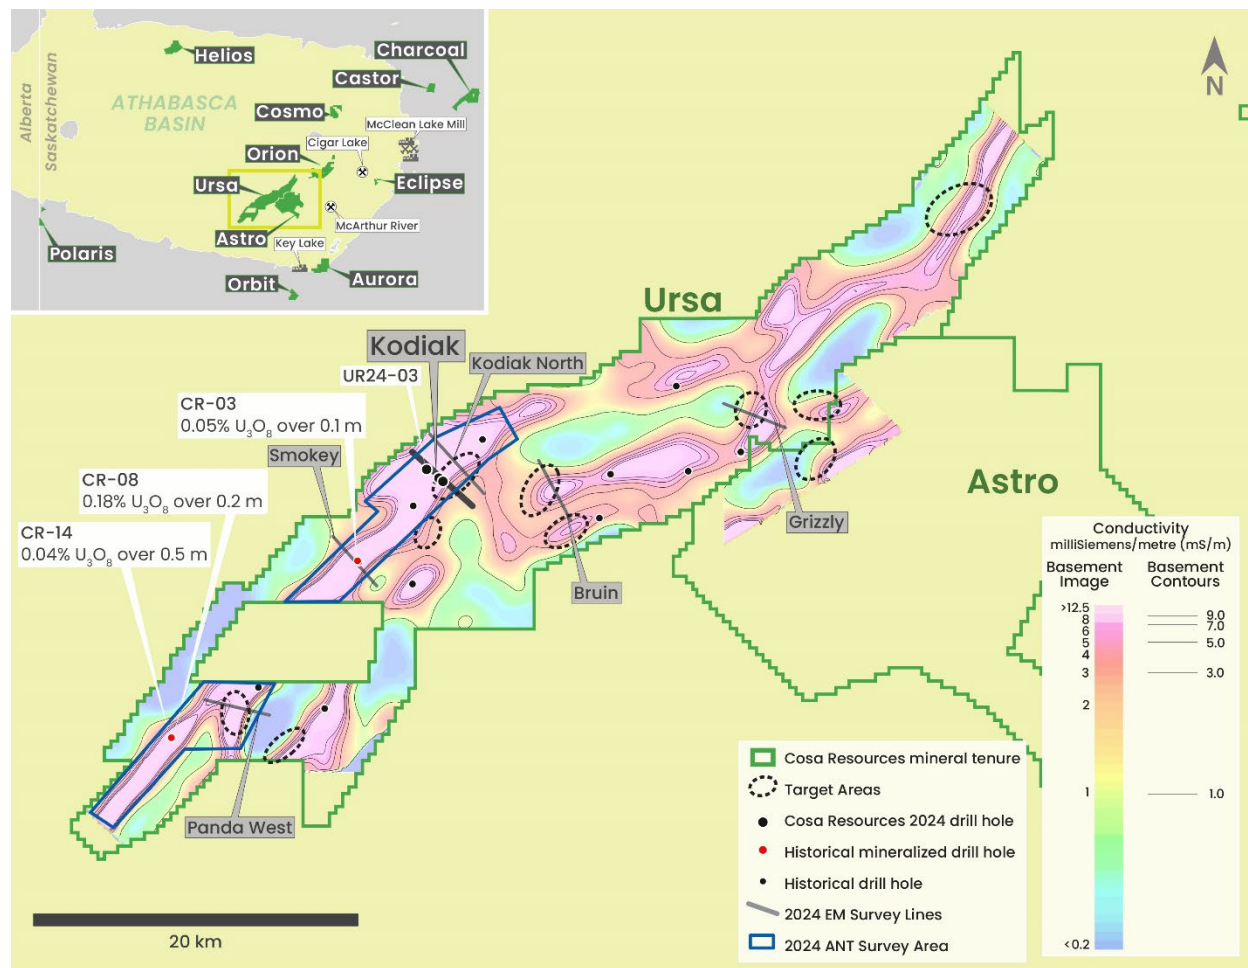 Alberta
Saskatchewan
ATHABASCA
BASIN
Helios
Charcoal
Castor
Cosmo
McClean Lake Mill
Cigar Lake
Orion
Ursa
Eclipse
McArthur River
Astro
Key Lake
Polaris
Orbit
Aurora
N
Ursa
Kodiak
Kodiak North
UR24-03
CR-03
0.05% U3O8 over 0.1 m
Smokey
CR-08
0.18% U3O8 over 0.2 m
CR-14
0.04% U3O8 over 0.5 m
Astro
Grizzly
Bruin
Panda West
20 km
Conductivity
milliSiemens/metre (mS/m)
Basement Basement
Image Contours
>12.5
8
6
5
4
3
2
1
<0.2
9.0
7.0
5.0
3.0
1.0
Cosa Resources mineral tenure
Target Areas
Cosa Resources 2024 drill hole
Historical mineralized drill hole
Historical drill hole
2024 EM Survey Lines
2024 ANT Survey Area